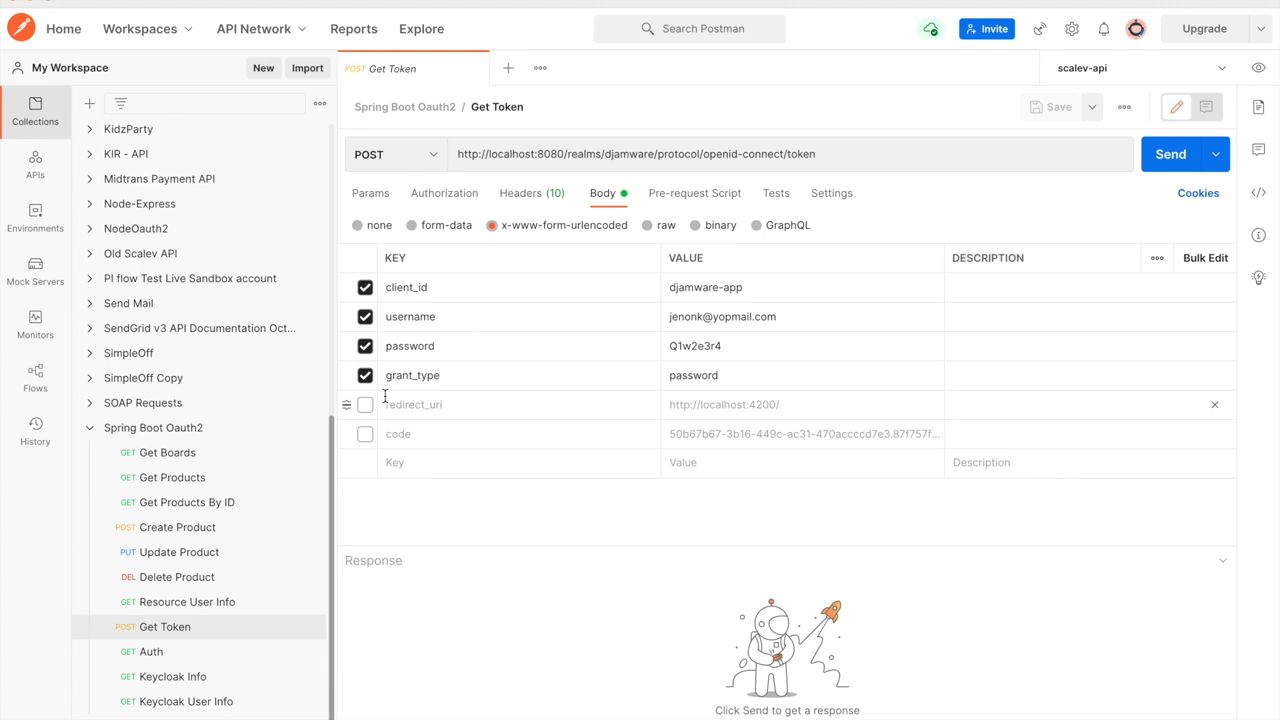 Home
Workspaces
API Network
Reports
Explore
Search Postman
Invite
Upgrade
My Workspace
New
Import
POST Get Token
scalev-api
Collections
APIs
Environments
Mock Servers
Monitors
Flows
History
KidzParty
KIR - API
Midtrans Payment API
Node-Express
NodeOauth2
Old Scalev API
PI flow Test Live Sandbox account
Send Mail
SendGrid v3 API Documentation Oct...
SimpleOff
SimpleOff Copy
SOAP Requests
Spring Boot Oauth2
GET Get Boards
GET Get Products
GET Get Products By ID
POST Create Product
PUT Update Product
DEL Delete Product
GET Resource User Info
POST Get Token
GET Auth
GET Keycloak Info
GET Keycloak User Info
Spring Boot Oauth2 / Get Token
Save
POST
http://localhost:8080/realms/djamware/protocol/openid-connect/token
Send
Params
Authorization
Headers (10)
Body
Pre-request Script
Tests
Settings
Cookies
none
form-data
x-www-form-urlencoded
raw
binary
GraphQL
KEY VALUE DESCRIPTION
Bulk Edit
client_id djamware-app
username jenonk@yopmail.com
password Q1w2e3r4
grant_type password
redirect_uri http://localhost:4200/
code 50b67b67-3b16-449c-ac31-470accccd7e3.87f757f...
Key Value Description
Response
Click Send to get a response